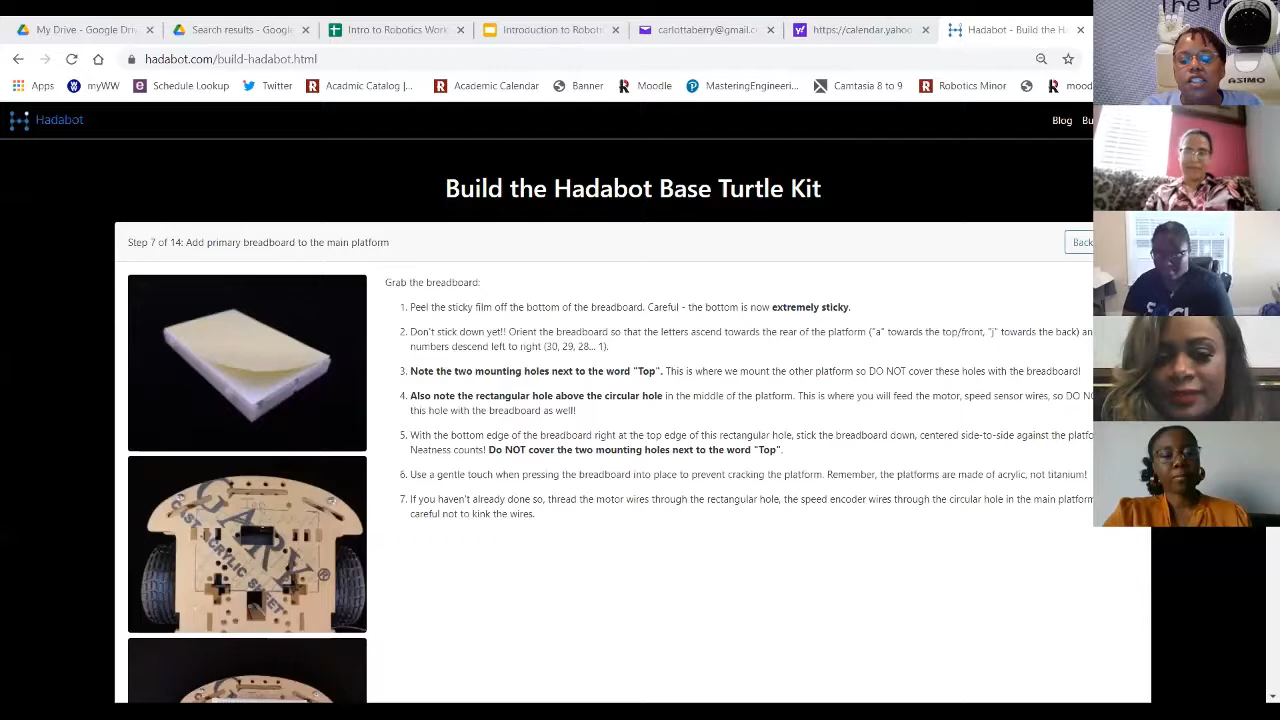 The Po
ASIMO
My Drive - Google Driv
Search results - Google
Intro to Robotics Work
Introduction to Roboti
carlottaberry@gmail.c
https://calendar.yahoo
Hadabot - Build the Ha
hadabot.com/build-hadabot.html
Apps
myWW
Schedule Lookup
Twitter
Acadmic Catalog |...
Academic Calenda
Banner
Moodle
MasteringEngineeri...
Camtasia 8 to 9
Robotics Minor
mood
Hadabot
Blog
Bu
Build the Hadabot Base Turtle Kit
Step 7 of 14: Add primary breadboard to the main platform
Back
Grab the breadboard:
1. Peel the sticky film off the bottom of the breadboard. Careful - the bottom is now extremely sticky.
2. Don't stick down yet!! Orient the breadboard so that the letters ascend towards the rear of the platform ("a" towards the top/front, "j" towards the back) an
numbers descend left to right (30, 29, 28... 1).
3. Note the two mounting holes next to the word "Top". This is where we mount the other platform so DO NOT cover these holes with the breadboard!
4. Also note the rectangular hole above the circular hole in the middle of the platform. This is where you will feed the motor, speed sensor wires, so DO NO
this hole with the breadboard as well!
5. With the bottom edge of the breadboard right at the top edge of this rectangular hole, stick the breadboard down, centered side-to-side against the platfo
Neatness counts! Do NOT cover the two mounting holes next to the word "Top".
6. Use a gentle touch when pressing the breadboard into place to prevent cracking the platform. Remember, the platforms are made of acrylic, not titanium!
7. If you haven't already done so, thread the motor wires through the rectangular hole, the speed encoder wires through the circular hole in the main platform
careful not to kink the wires.
ACRYLIC SHEET